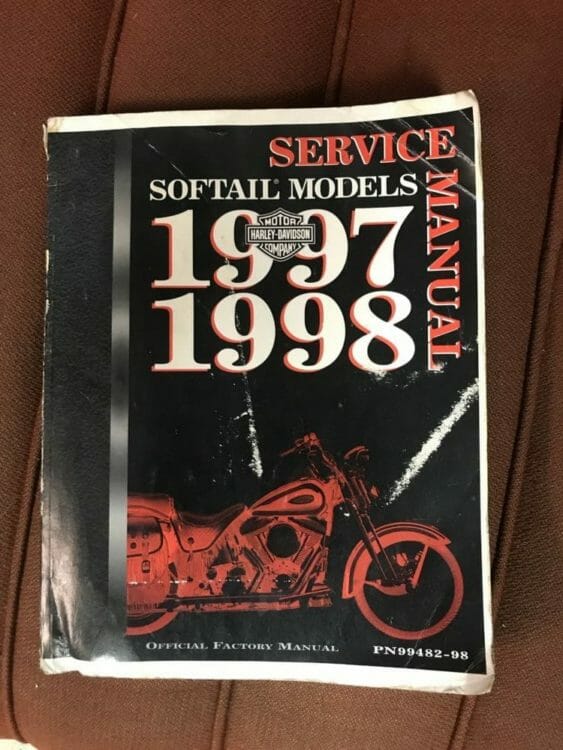 SERVICE
MANUAL
SOFTAIL® MODELS
1997
MOTOR
HARLEY-DAVIDSON
COMPANY
1998
OFFICIAL FACTORY MANUAL
PN99482-98